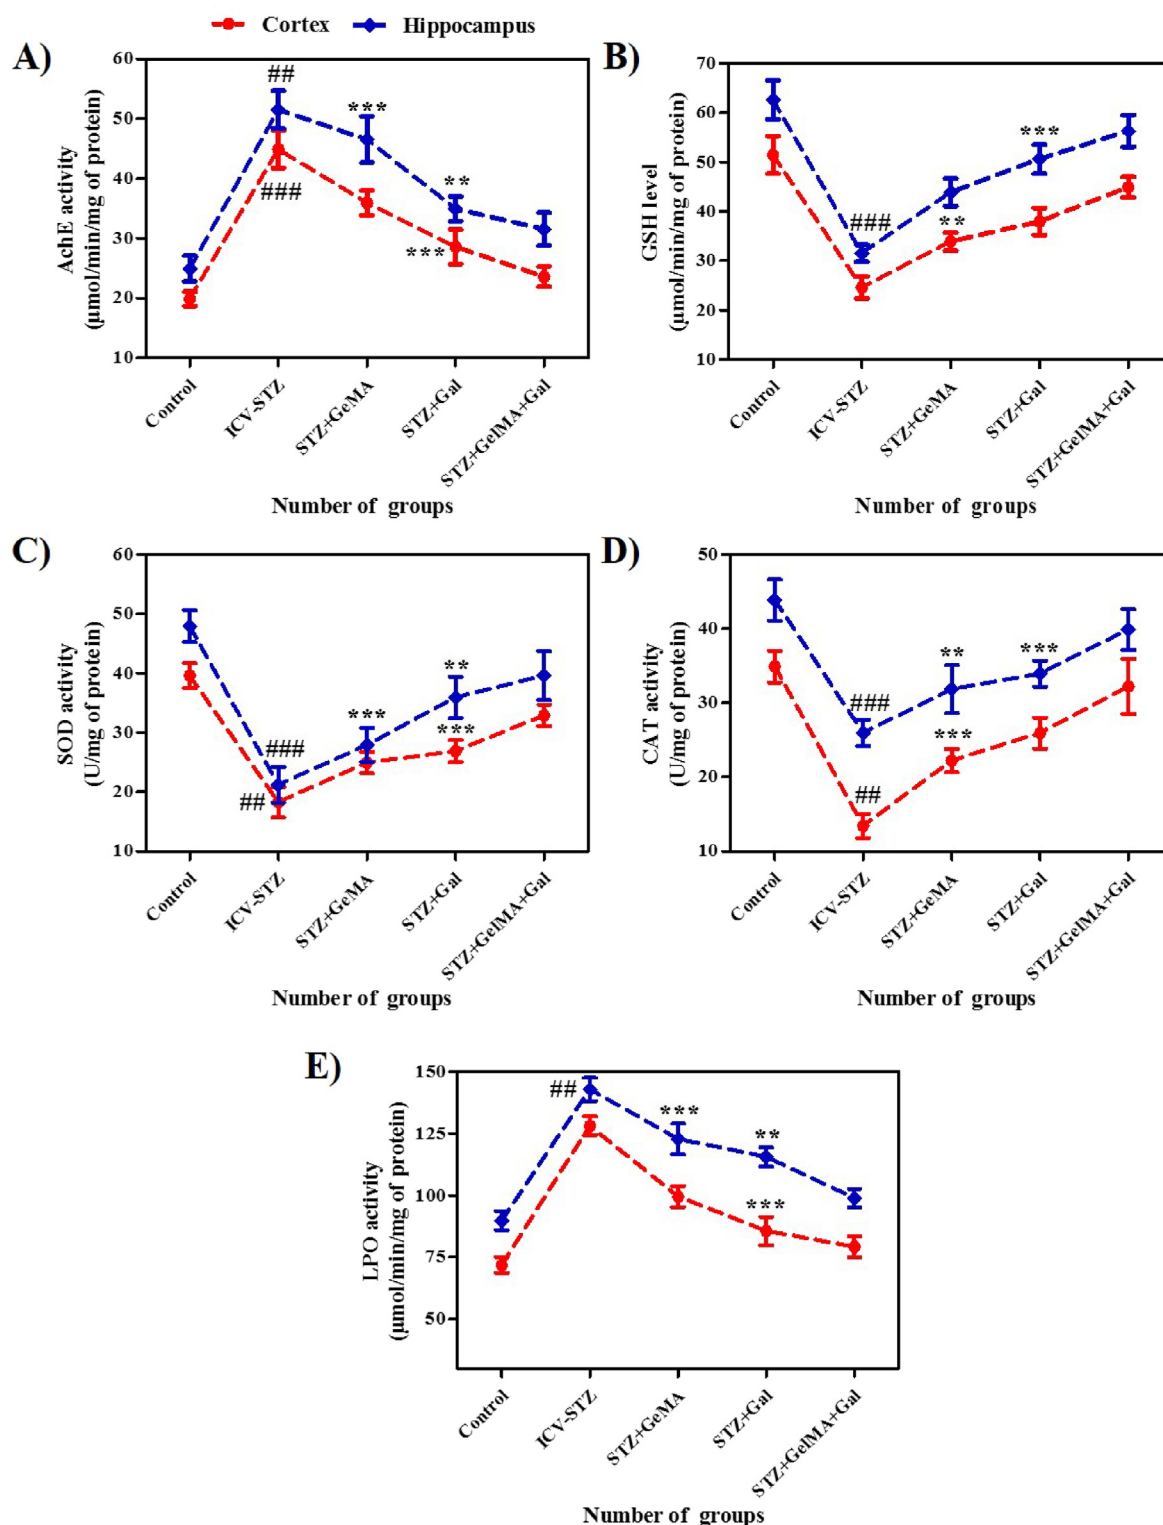 Cortex Hippocampus
A)
60
50
40
30
20
10
AchE activity
(µmol/min/mg of protein)
##
###
***
**
***
Control
ICV-STZ
STZ+GeMA
STZ+Gal
STZ+GelMA+Gal
Number of groups
B)
70
60
50
40
30
20
10
GSH level
(µmol/min/mg of protein)
###
**
***
Control
ICV-STZ
STZ+GeMA
STZ+Gal
STZ+GelMA+Gal
Number of groups
C)
60
50
40
30
20
10
SOD activity
(U/mg of protein)
###
##
***
**
***
Control
ICV-STZ
STZ+GeMA
STZ+Gal
STZ+GelMA+Gal
Number of groups
D)
50
40
30
20
10
CAT activity
(U/mg of protein)
###
##
**
***
***
Control
ICV-STZ
STZ+GeMA
STZ+Gal
STZ+GelMA+Gal
Number of groups
E)
150
125
100
75
50
LPO activity
(µmol/min/mg of protein)
##
***
**
***
Control
ICV-STZ
STZ+GeMA
STZ+Gal
STZ+GelMA+Gal
Number of groups